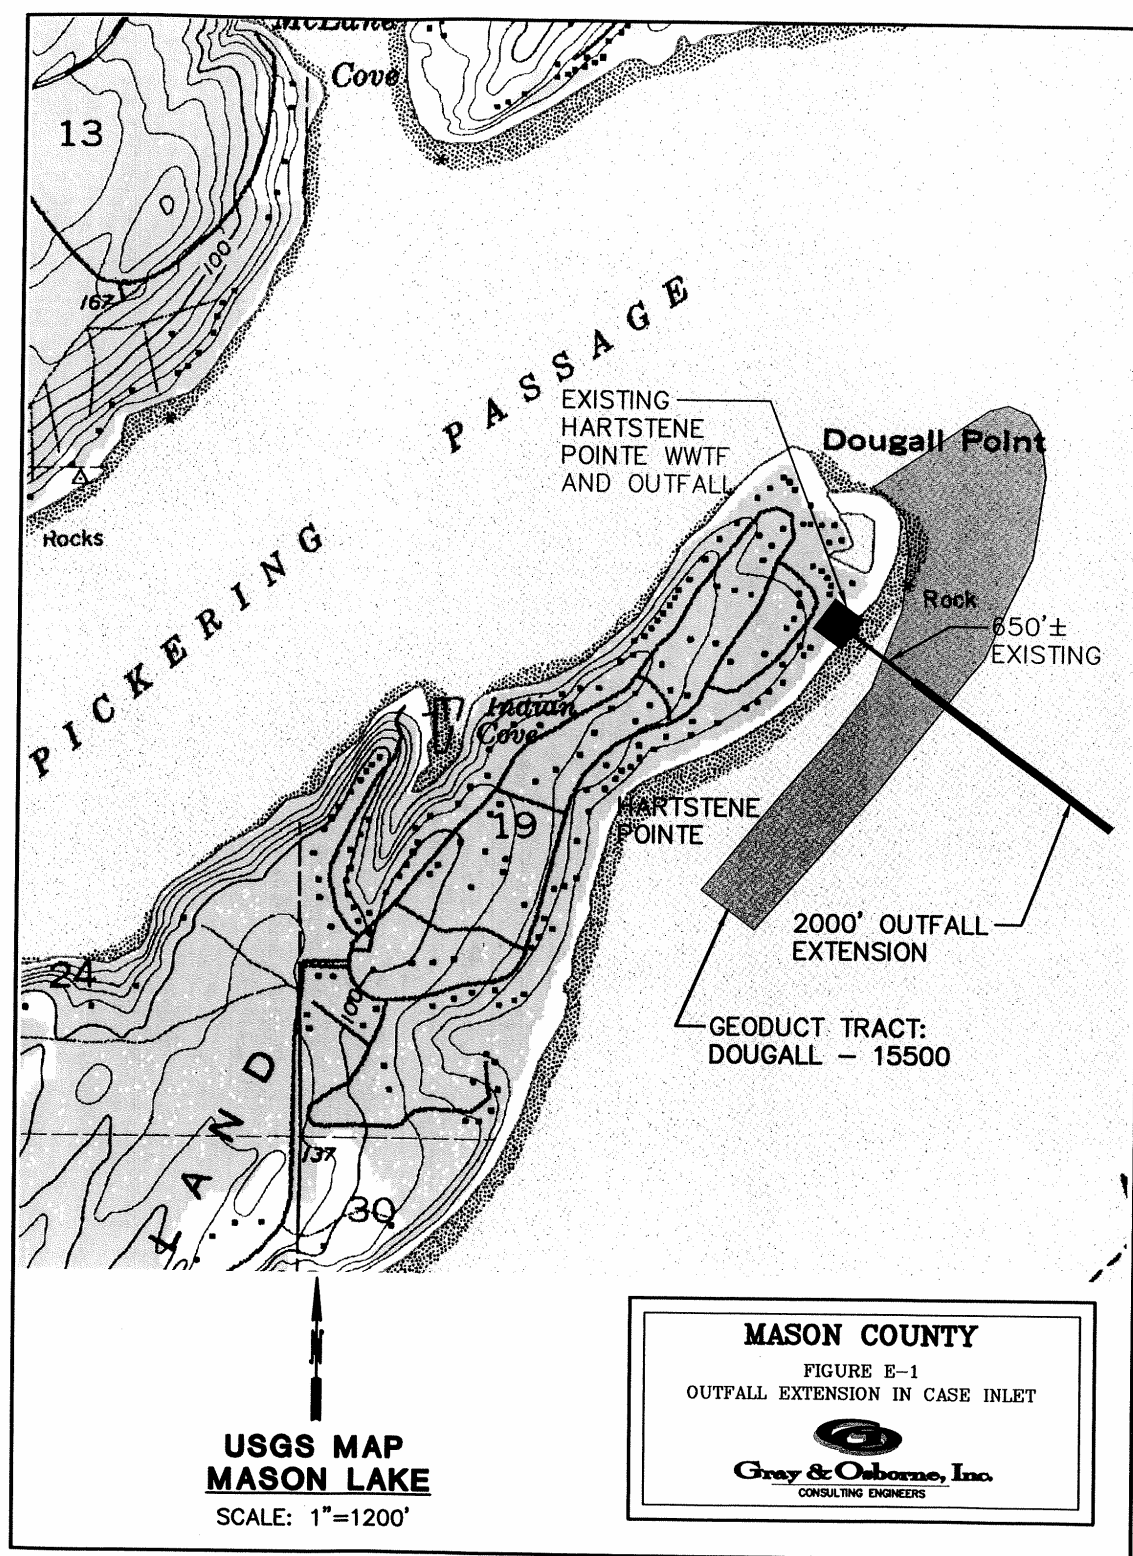 McLane
Cove
13
100
167
PICKERING PASSAGE
EXISTING
HARTSTENE
POINTE WWTF
AND OUTFALL
Dougall Point
Rocks
Rock
650'±
EXISTING
Indian
Cove
HARTSTENE
POINTE
19
2000' OUTFALL
EXTENSION
24
100
GEODUCT TRACT:
DOUGALL - 15500
LAND
137
30
N
USGS MAP
MASON LAKE
SCALE: 1"=1200'
MASON COUNTY
FIGURE E-1
OUTFALL EXTENSION IN CASE INLET
G
Gray & Osborne, Inc.
CONSULTING ENGINEERS